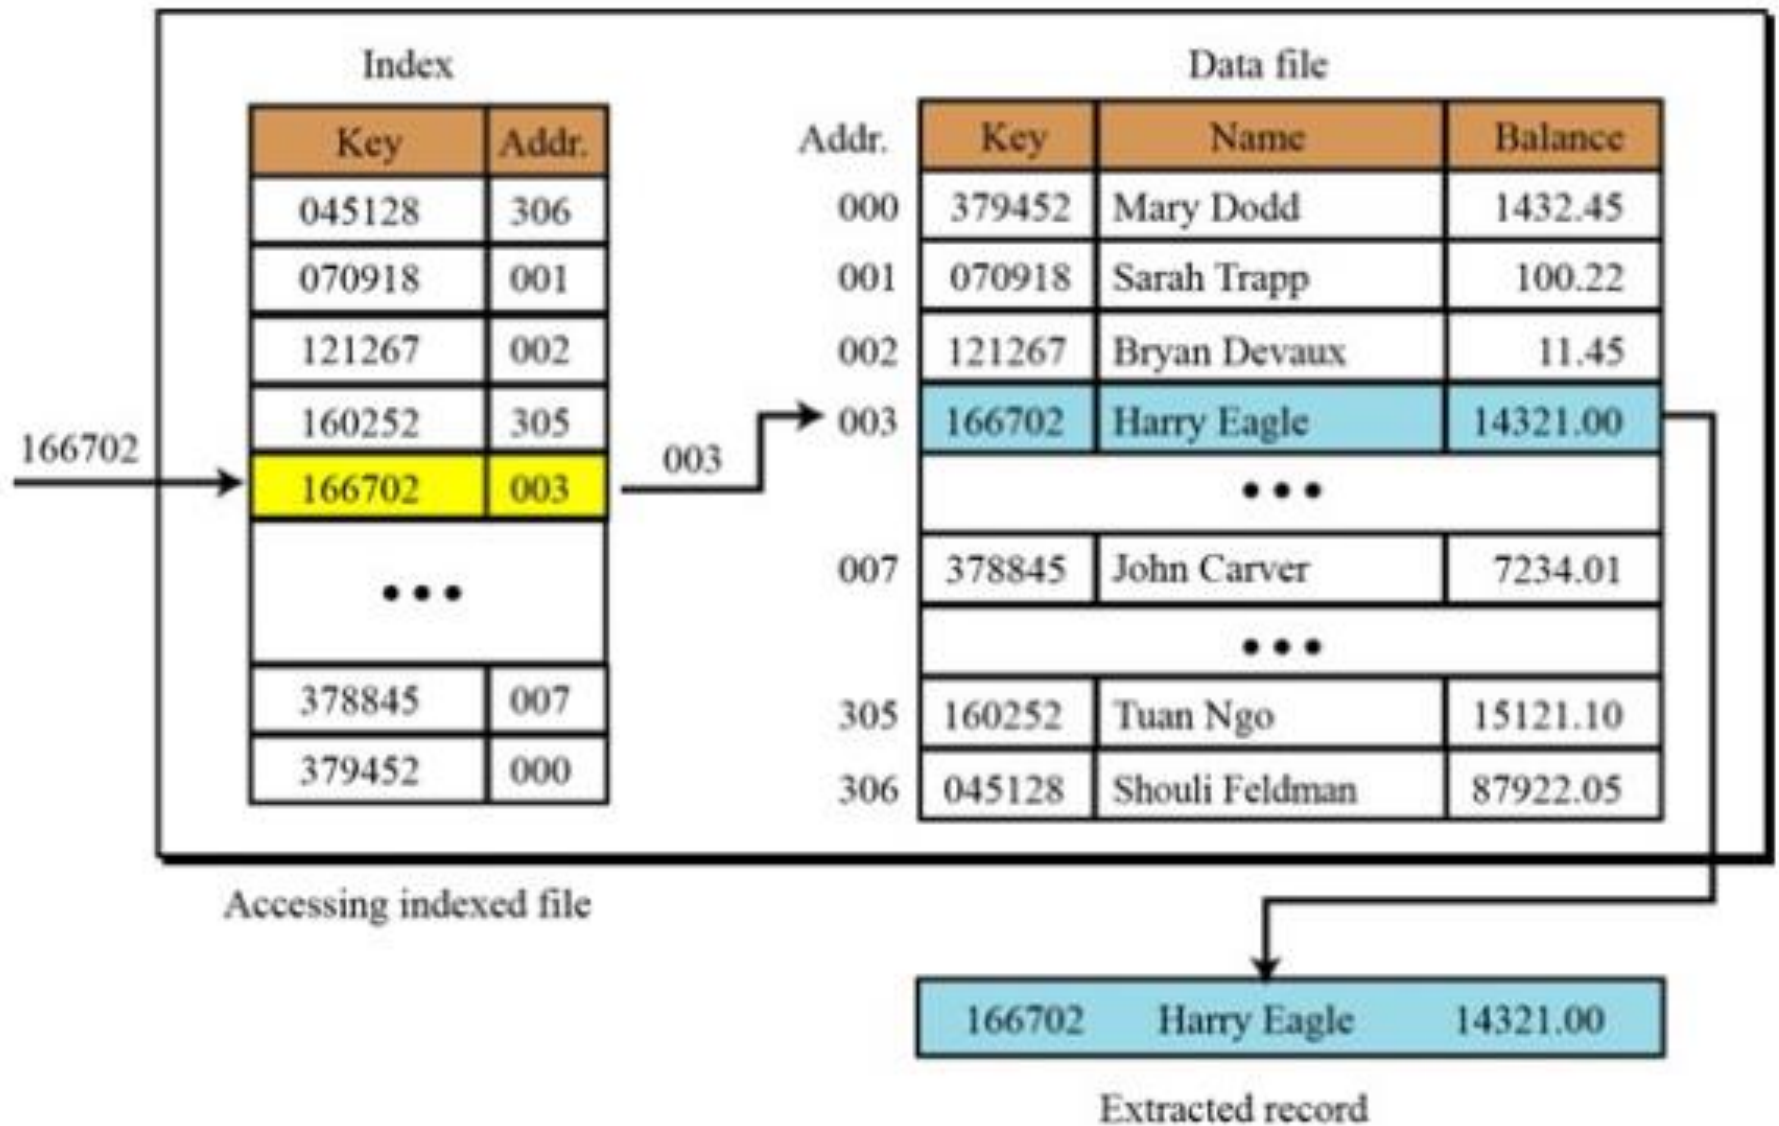 Index
Key Addr.
045128 306
070918 001
121267 002
160252 305
166702 003
• • •
378845 007
379452 000
166702
003
Data file
Addr. Key Name Balance
000 379452 Mary Dodd 1432.45
001 070918 Sarah Trapp 100.22
002 121267 Bryan Devaux 11.45
003 166702 Harry Eagle 14321.00
• • •
007 378845 John Carver 7234.01
• • •
305 160252 Tuan Ngo 15121.10
306 045128 Shouli Feldman 87922.05
Accessing indexed file
166702 Harry Eagle 14321.00
Extracted record